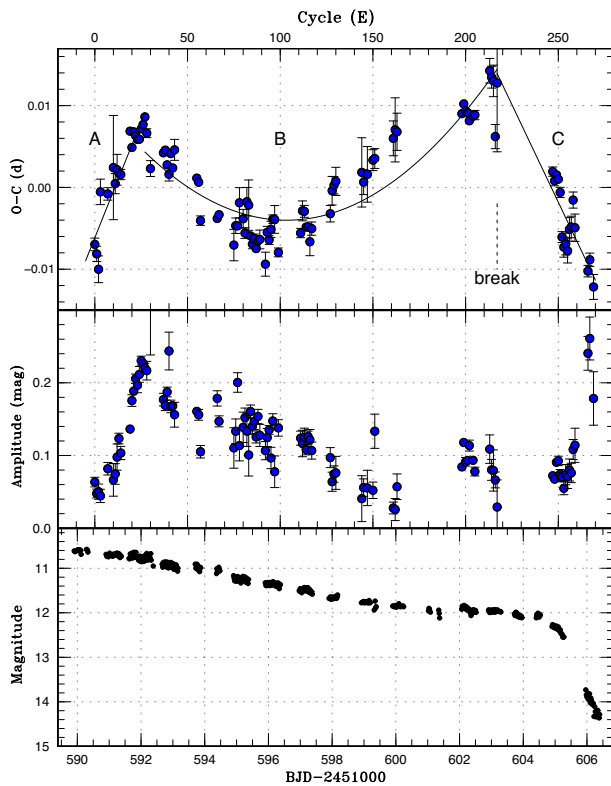 Cycle (E)
0 50 100 150 200 250
O-C (d)
0.01
0.00
−0.01
A
B
C
break
Amplitude (mag)
0.2
0.1
0.0
Magnitude
11
12
13
14
15
590 592 594 596 598 600 602 604 606
BJD-2451000